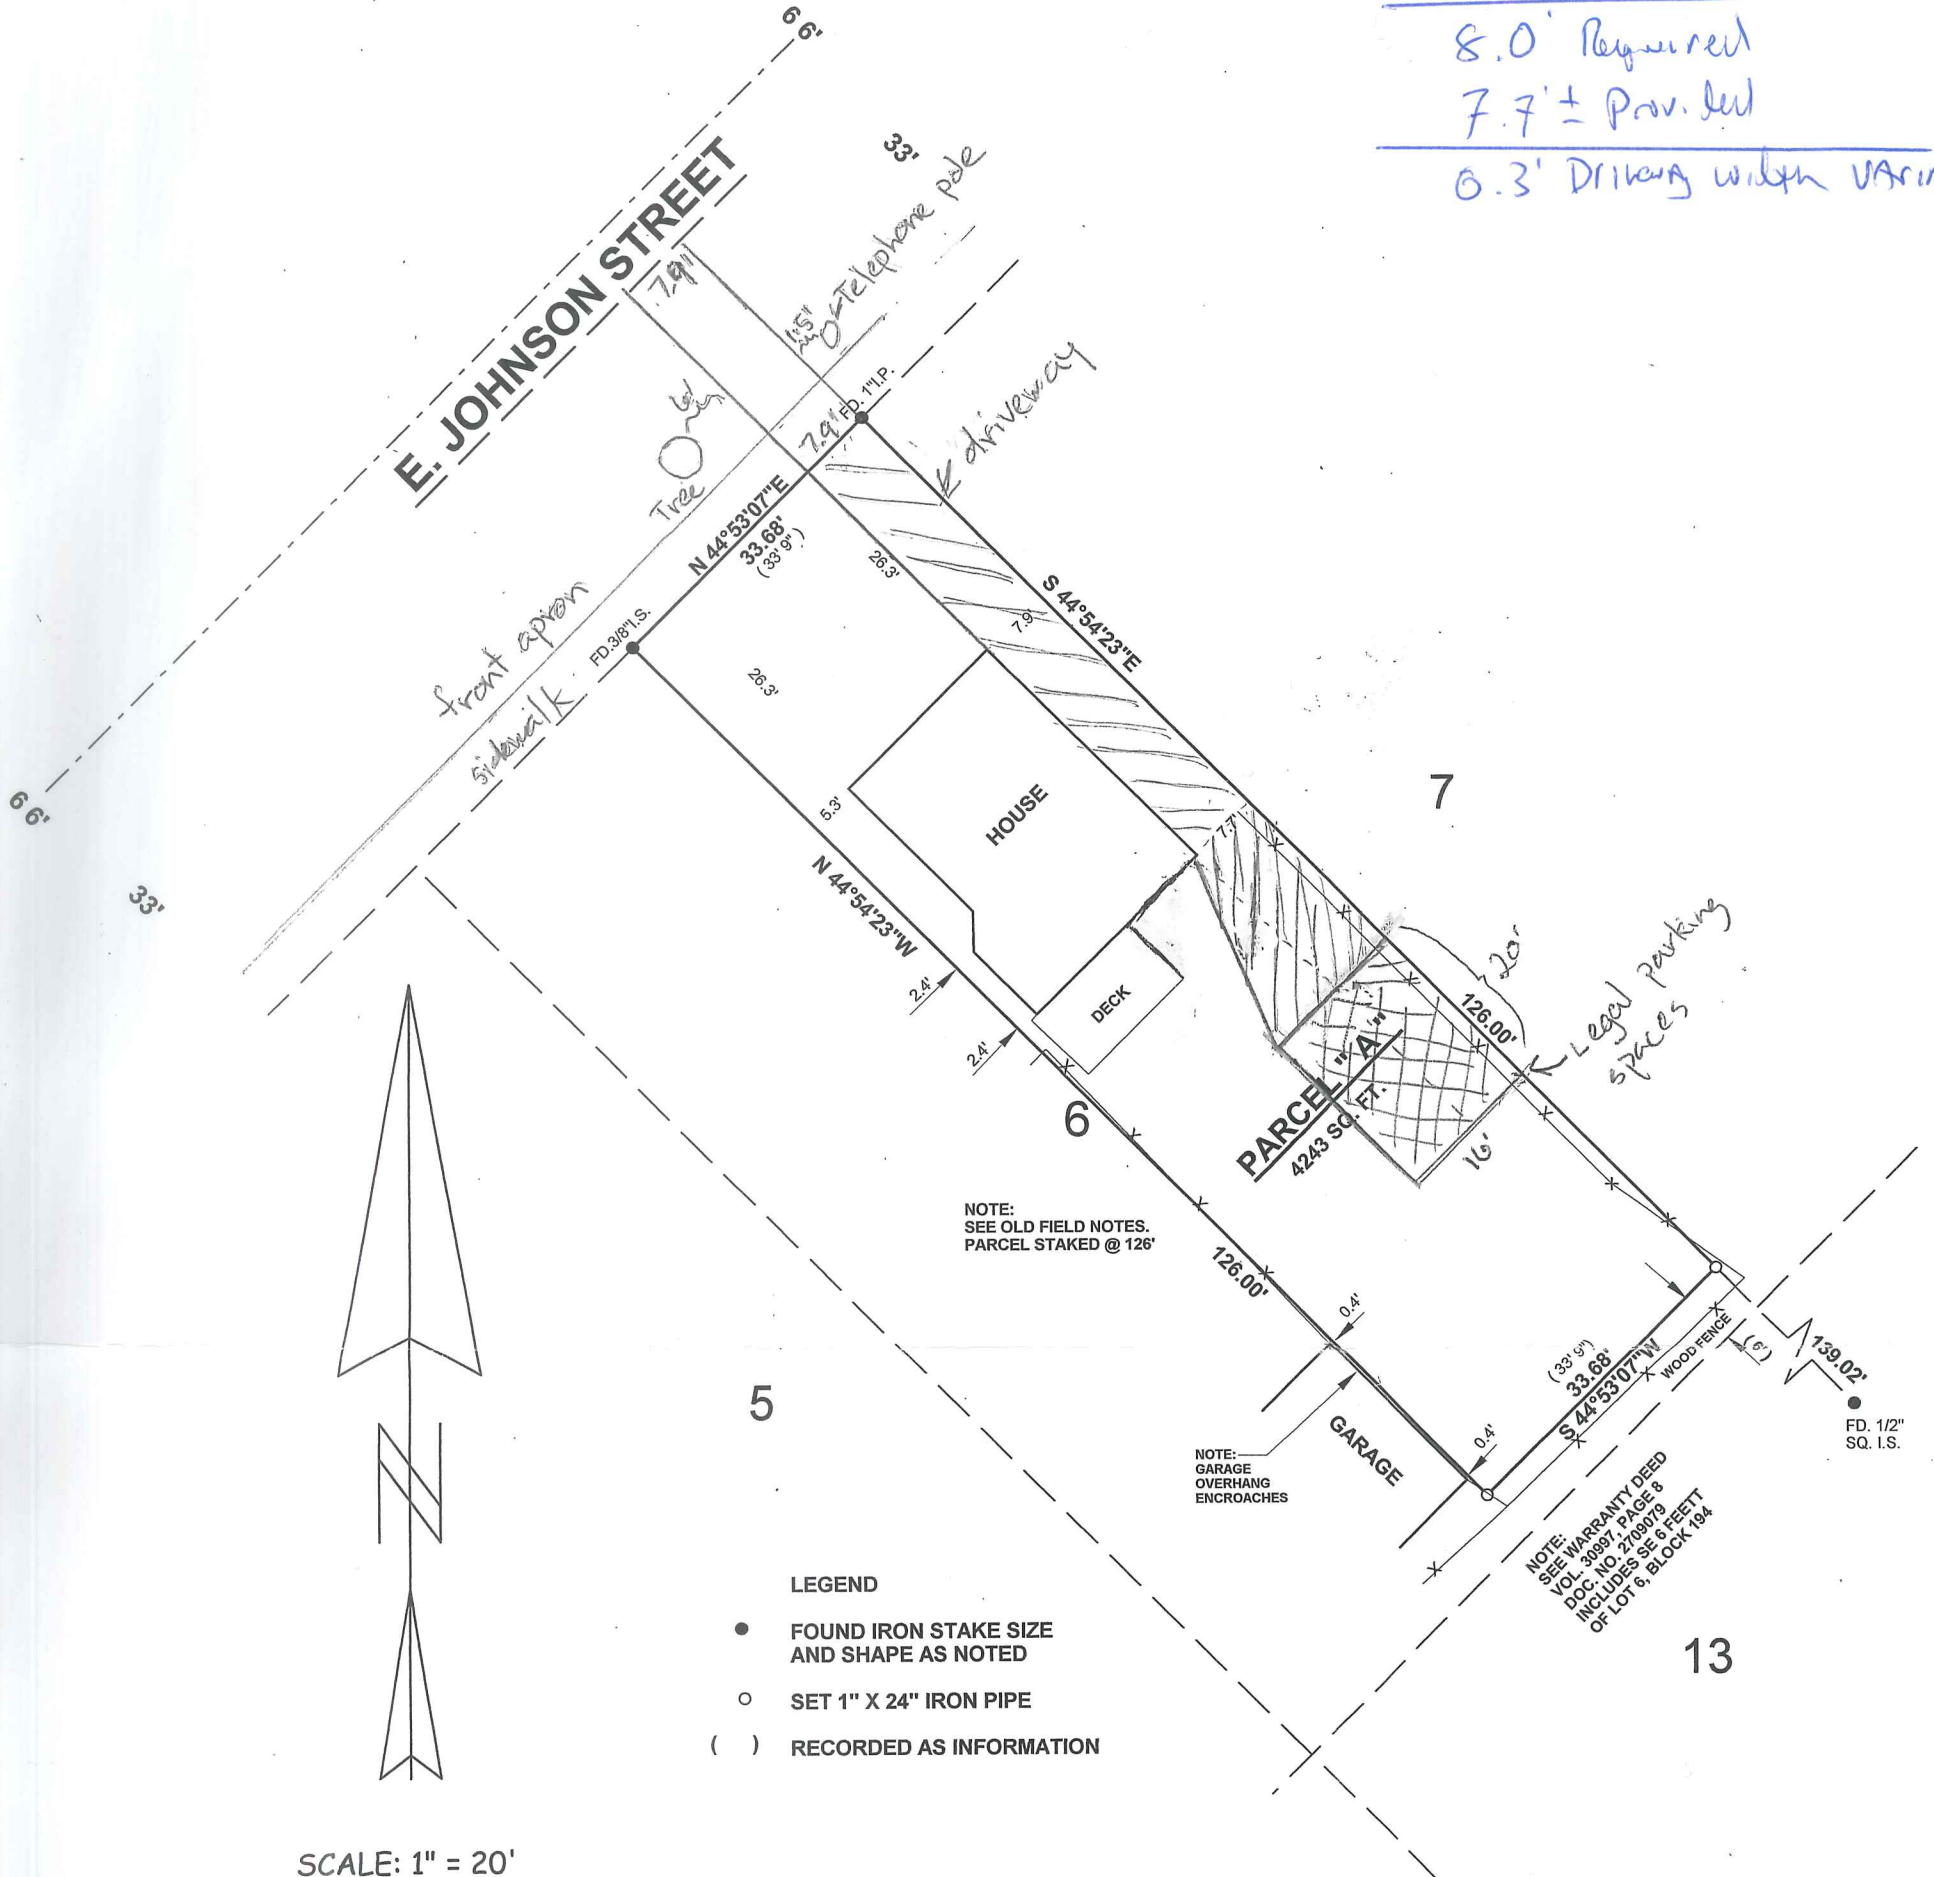 8.0' Required
7.7' ± Provided
0.3' Driveway width
66'
33'
E. JOHNSON STREET
7.9'
1.5'
Telephone pole
FD. 1"I.P.
driveway
6'
Tree
7.9'
N 44°53'07"E
33.68'
(33'9")
26.3'
S 44°54'23"E
7.9'
front apron
sidewalk
FD.3/8"I.S.
26.3'
66'
33'
5.3'
HOUSE
7.7'
7
N 44°54'23"W
2.4'
2.4'
DECK
20'
126.00'
Legal parking
spaces
PARCEL "A"
4243 SQ. FT.
16'
6
NOTE:
SEE OLD FIELD NOTES.
PARCEL STAKED @ 126'
126.00'
0.4'
(33'9")
33.68'
S 44°53'07"W
WOOD FENCE
(6')
139.02'
FD. 1/2"
SQ. I.S.
5
GARAGE
0.4'
NOTE:
GARAGE
OVERHANG
ENCROACHES
NOTE:
SEE WARRANTY DEED
VOL. 30997, PAGE 8
DOC. NO. 2709079
INCLUDES SE 6 FEETT
OF LOT 6, BLOCK 194
13
N
LEGEND
FOUND IRON STAKE SIZE
AND SHAPE AS NOTED
SET 1" X 24" IRON PIPE
( ) RECORDED AS INFORMATION
SCALE: 1" = 20'